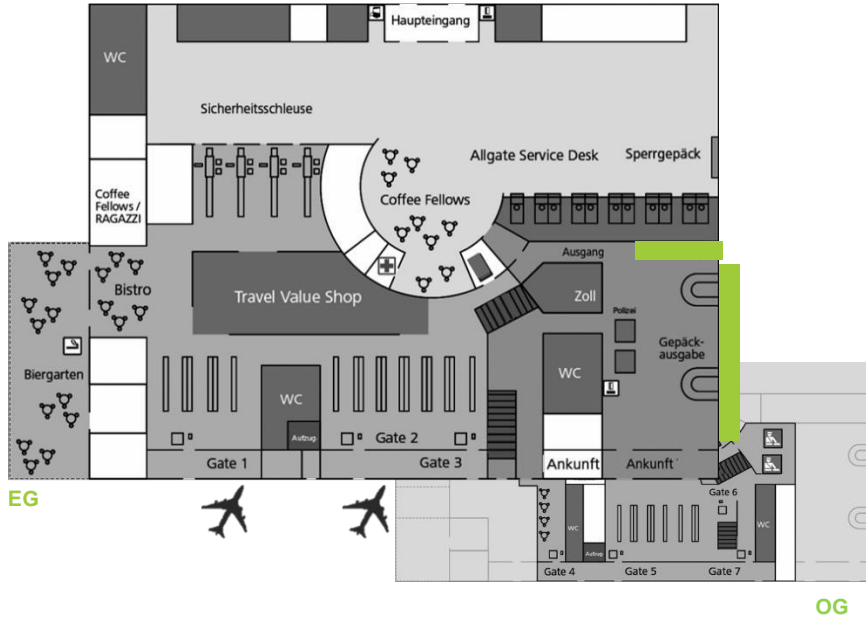 Haupteingang
WC
Sicherheitsschleuse
Allgate Service Desk
Sperrgepäck
Coffee
Fellows /
RAGAZZI
Coffee Fellows
Ausgang
Bistro
Travel Value Shop
Zoll
Polizei
Gepäck-
ausgabe
Biergarten
WC
WC
Aufzug
Gate 2
Gate 1
Gate 3
Ankunft
Ankunft
EG
Gate 6
WC
WC
Aufzug
Gate 4
Gate 5
Gate 7
OG